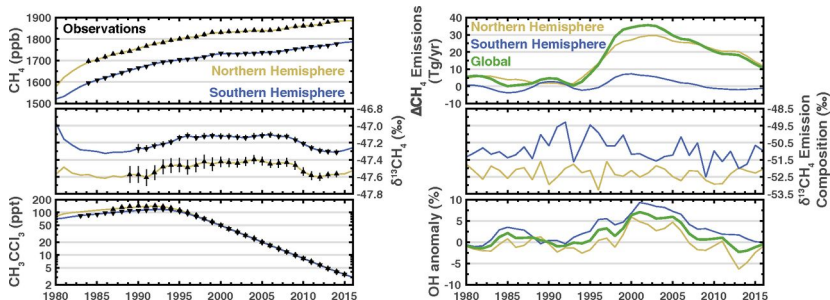 Observations
Northern Hemisphere
Southern Hemisphere
CH₄ (ppb)
1900
1800
1700
1600
1500
δ¹³CH₄ (‰)
-46.8
-47.0
-47.2
-47.4
-47.6
-47.8
CH₃CCl₃ (ppt)
200
100
50
20
10
5
2
1980 1985 1990 1995 2000 2005 2010 2015
Northern Hemisphere
Southern Hemisphere
Global
ΔCH₄ Emissions
(Tg/yr)
40
30
20
10
0
-10
δ¹³CH₄ Emission
Composition (‰)
-48.5
-49.5
-50.5
-51.5
-52.5
-53.5
OH anomaly (%)
10
5
0
-5
-10
1980 1985 1990 1995 2000 2005 2010 2015